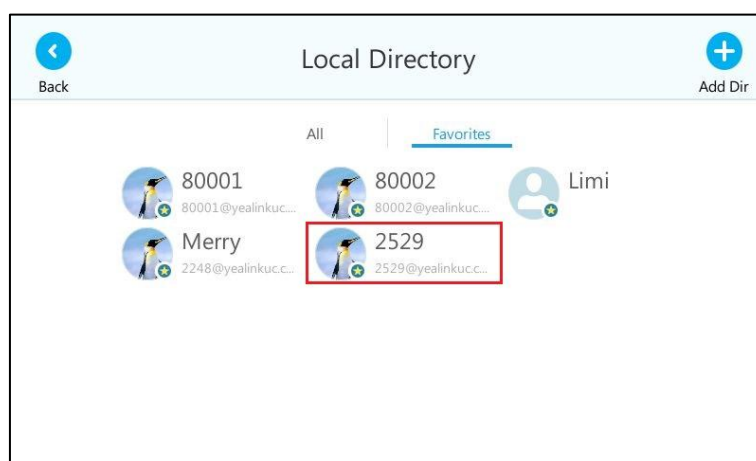 Local Directory
Back
Add Dir
All
Favorites
80001
80001@yealinkuc....
80002
80002@yealinkuc....
Limi
Merry
2248@yealinkuc.c...
2529
2529@yealinkuc.c...